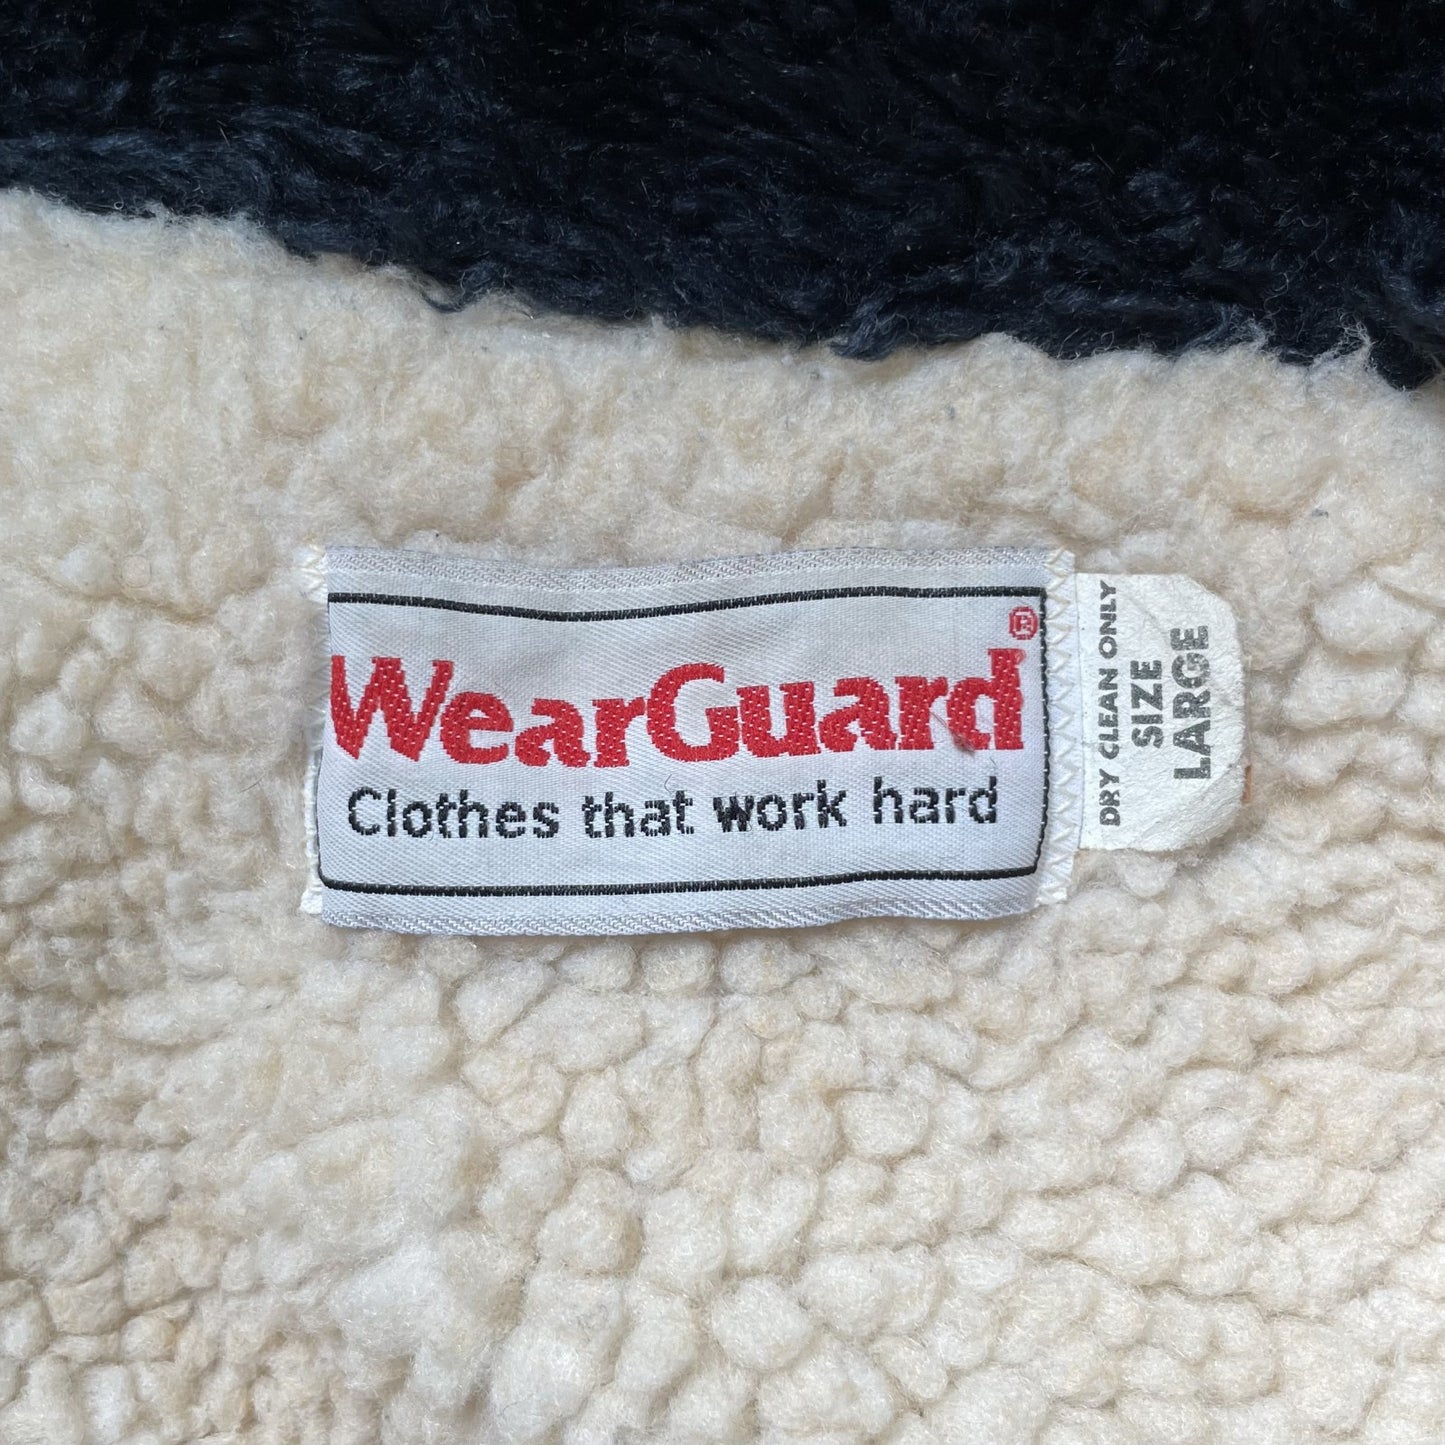 WearGuard®
Clothes that work hard
DRY CLEAN ONLY
SIZE
LARGE